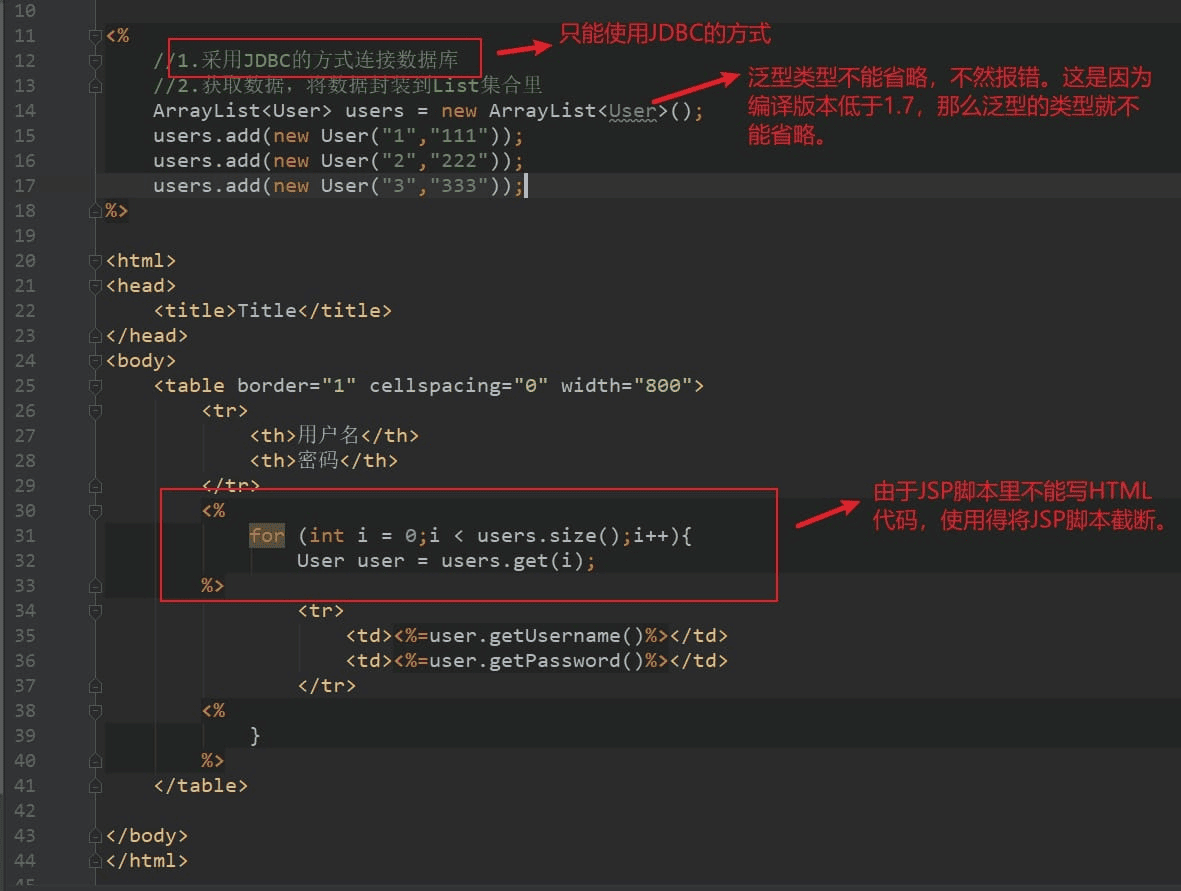 10
11 <%
只能使用JDBC的方式
12 //1.采用JDBC的方式连接数据库
13 //2.获取数据，将数据封装到List集合里
泛型类型不能省略，不然报错。这是因为
编译版本低于1.7，那么泛型的类型就不
能省略。
14 ArrayList<User> users = new ArrayList<User>();
15 users.add(new User("1","111"));
16 users.add(new User("2","222"));
17 users.add(new User("3","333"));
18 %>
19
20 <html>
21 <head>
22 <title>Title</title>
23 </head>
24 <body>
25 <table border="1" cellspacing="0" width="800">
26 <tr>
27 <th>用户名</th>
28 <th>密码</th>
29 </tr>
30 <%
由于JSP脚本里不能写HTML
代码，使用得将JSP脚本截断。
31 for (int i = 0;i < users.size();i++){
32 User user = users.get(i);
33 %>
34 <tr>
35 <td><%=user.getUsername()%></td>
36 <td><%=user.getPassword()%></td>
37 </tr>
38 <%
39 }
40 %>
41 </table>
42
43 </body>
44 </html>
45